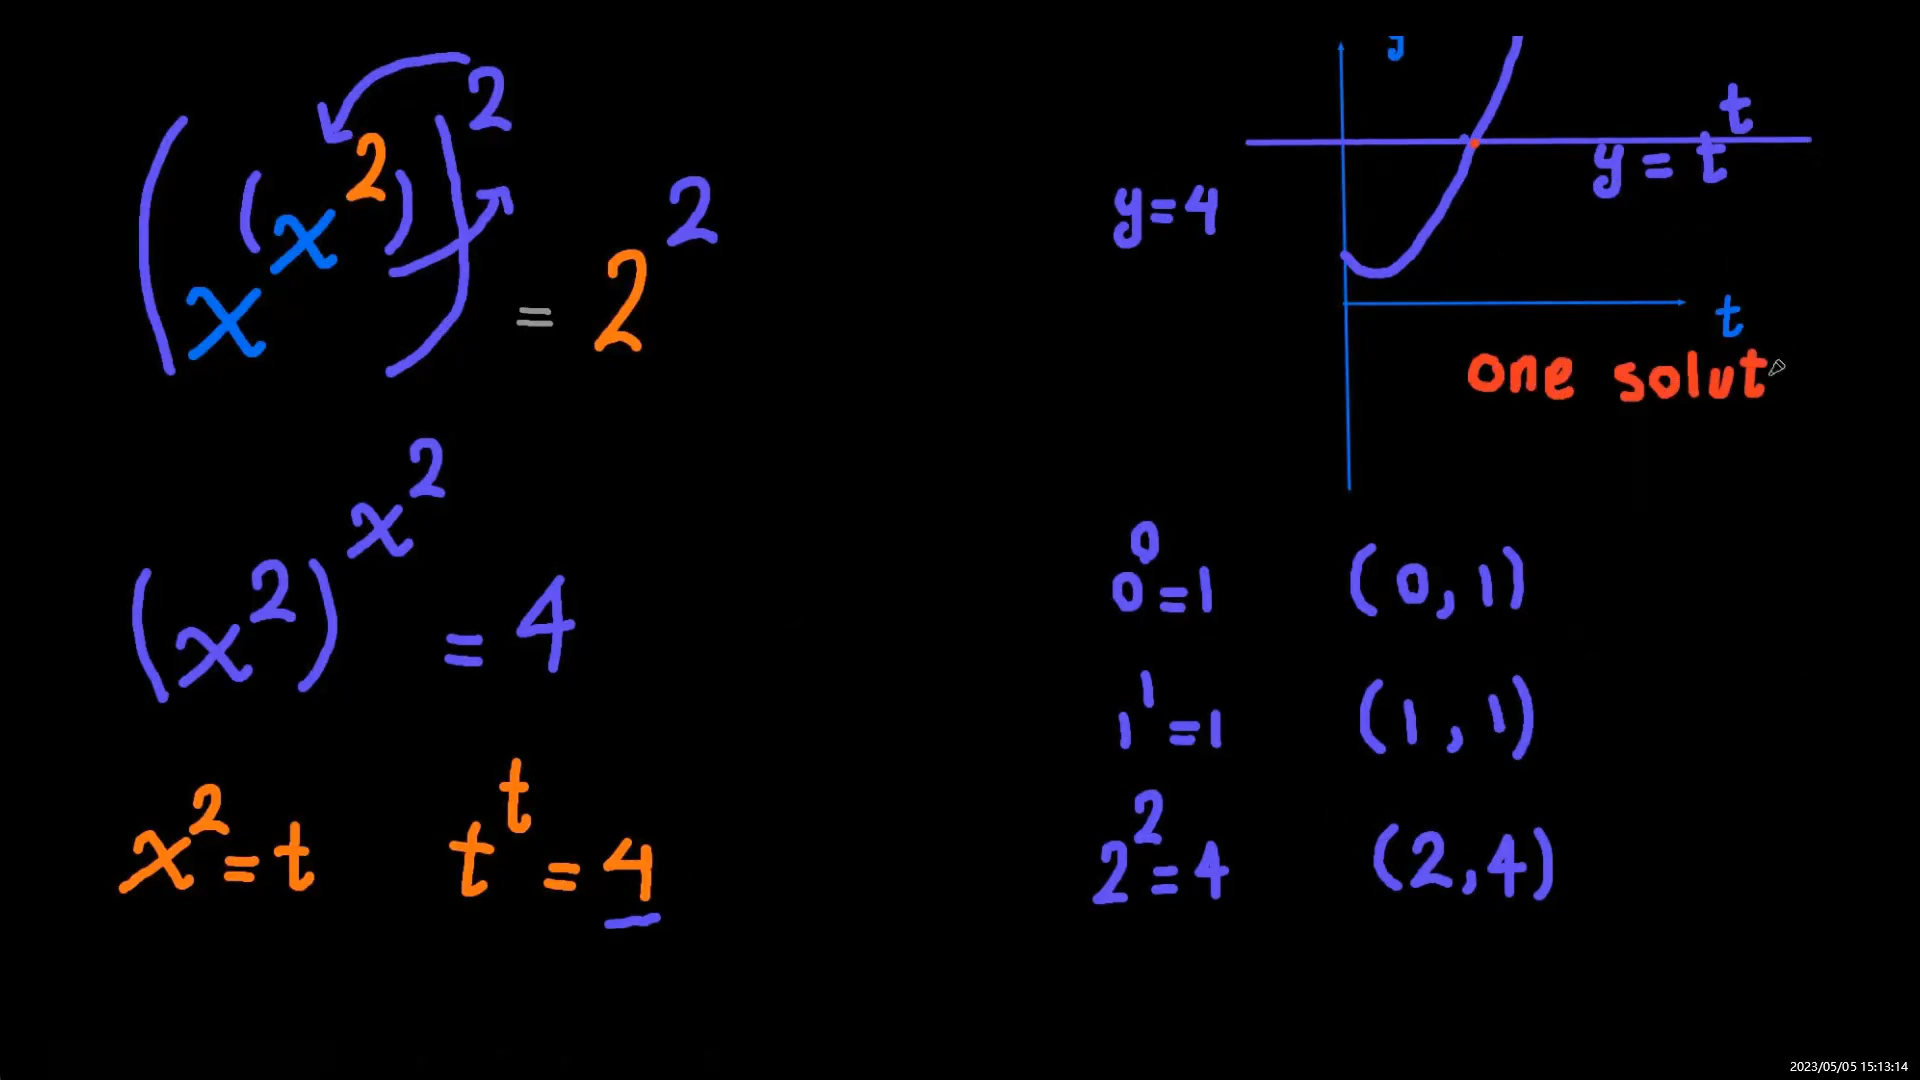 (x^(x^2))^2 = 2^2
(x^2)^x^2 = 4
x^2 = t t^t = 4
y
y = t^t
y = 4
t
one solut
0^0 = 1 (0, 1)
1^1 = 1 (1, 1)
2^2 = 4 (2, 4)
2023/05/05 15:13:14